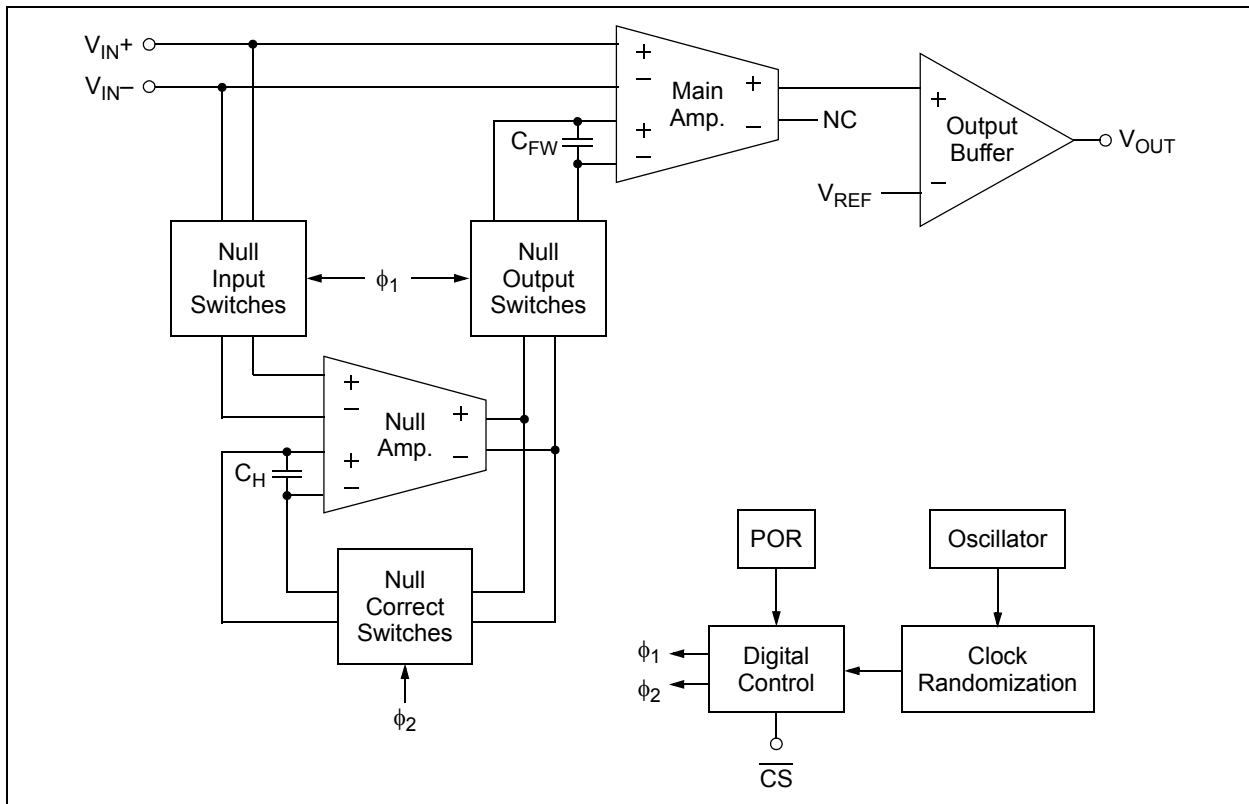 V_IN+
V_IN–
+
–
+
–
Main
Amp.
+
–
NC
C_FW
+
Output
Buffer
–
V_REF
V_OUT
Null
Input
Switches
ϕ1
Null
Output
Switches
+
–
+
–
Null
Amp.
+
–
C_H
Null
Correct
Switches
ϕ2
POR
Oscillator
ϕ1
ϕ2
Digital
Control
Clock
Randomization
C̅S̅